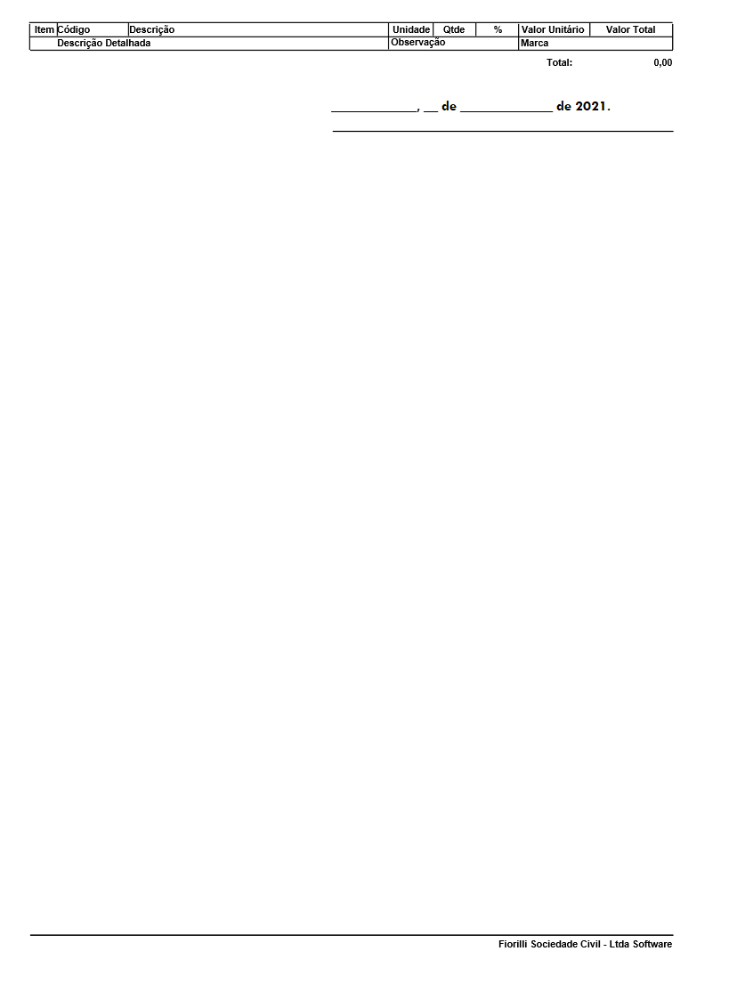 Item Código Descrição Unidade Qtde % Valor Unitário Valor Total
Descrição Detalhada Observação Marca
Total: 0,00
____________, __ de _____________ de 2021.
Fiorilli Sociedade Civil - Ltda Software